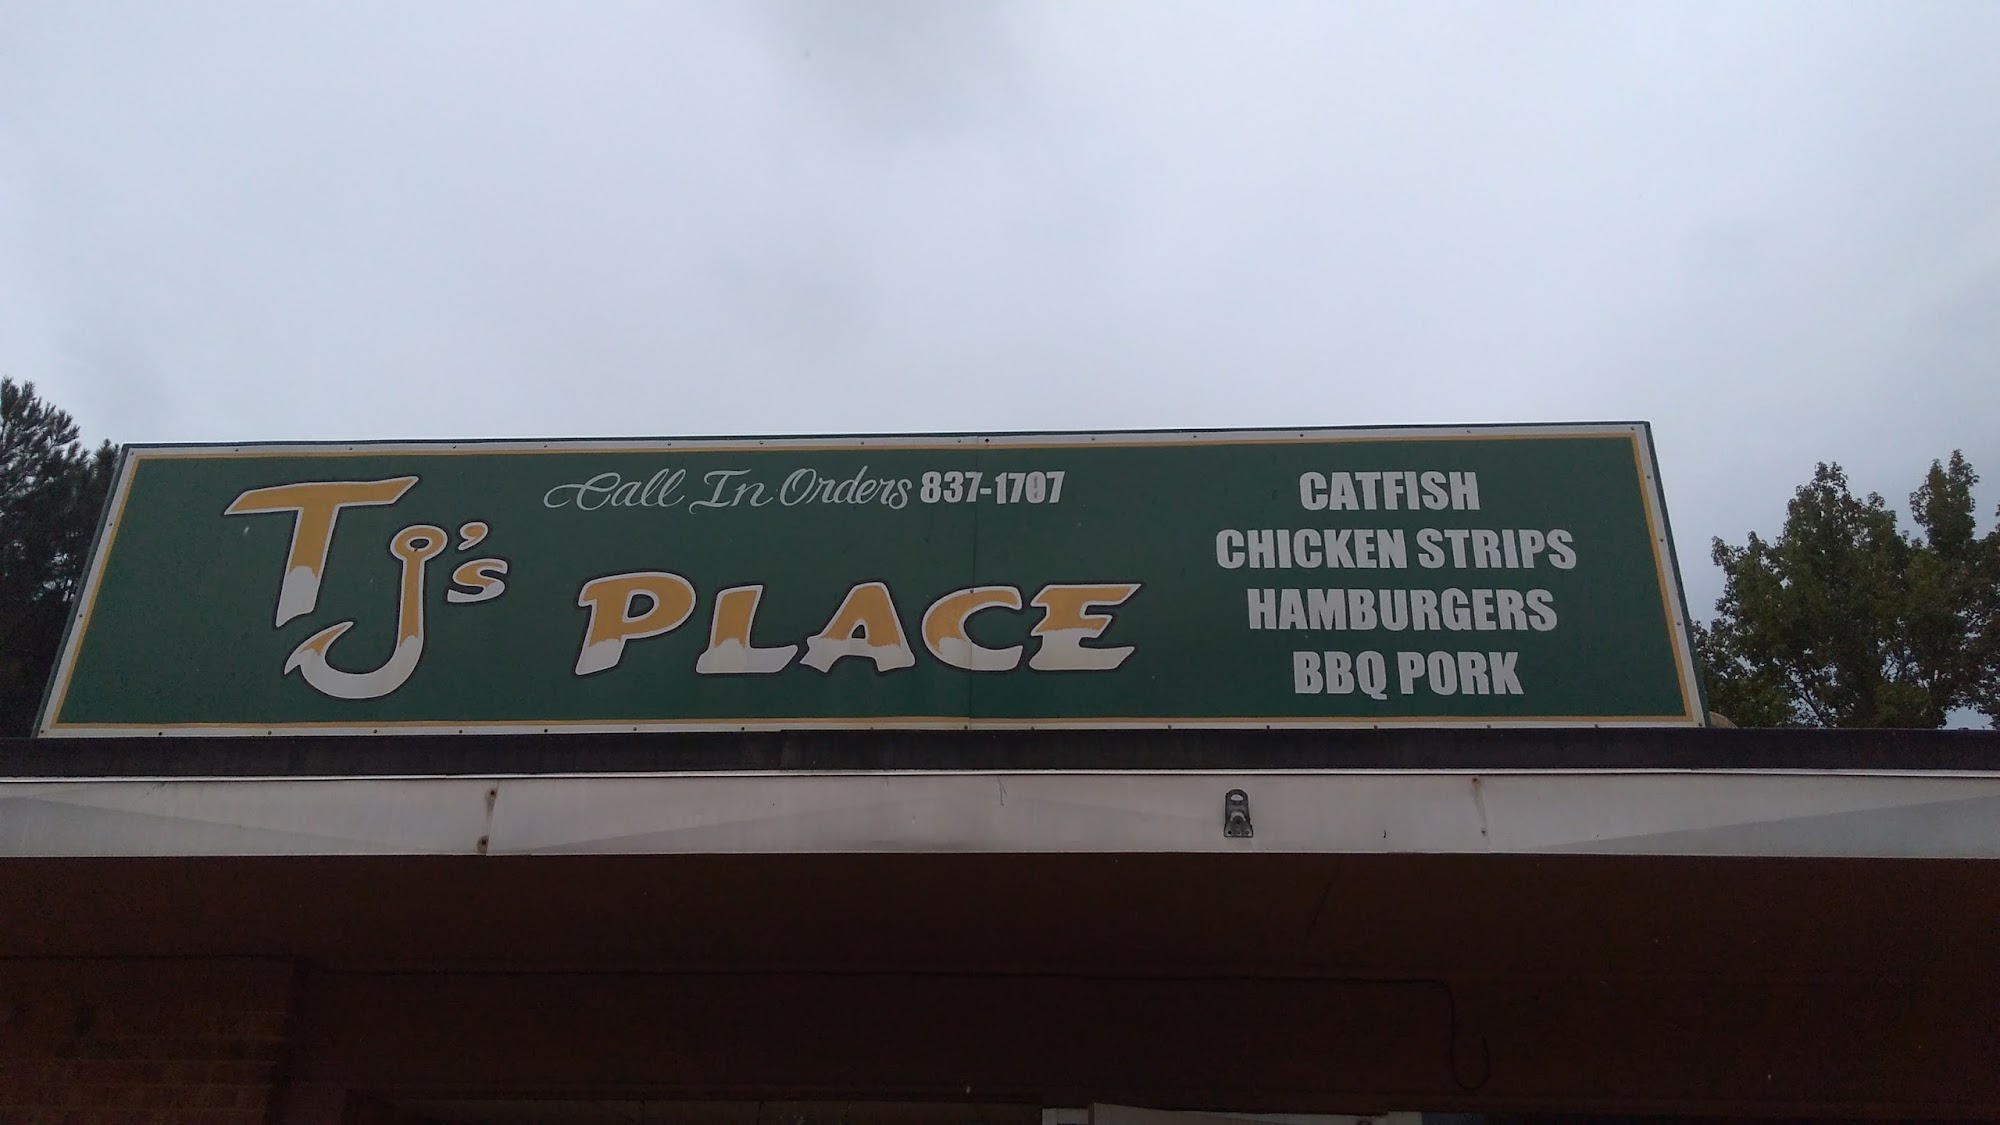 TJ's PLACE
Call In Orders 837-1707
CATFISH
CHICKEN STRIPS
HAMBURGERS
BBQ PORK